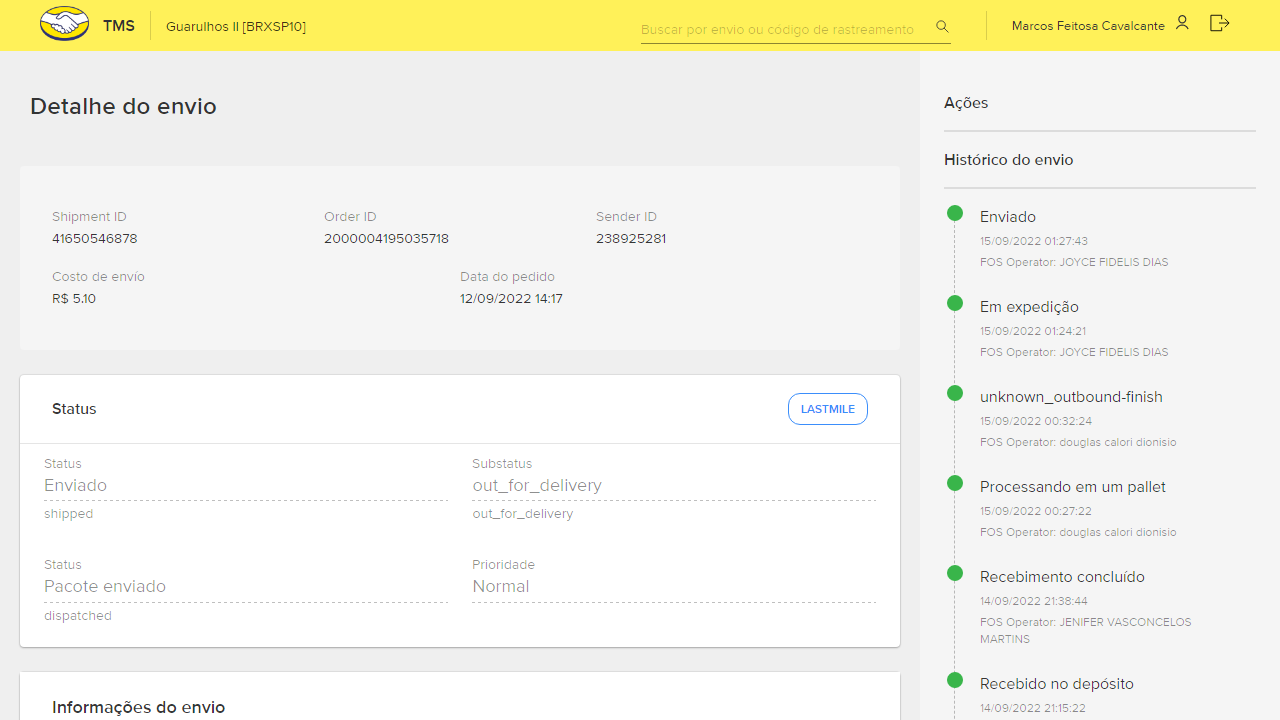 TMS
Guarulhos II [BRXSP10]
Buscar por envio ou código de rastreamento
Marcos Feitosa Cavalcante
Detalhe do envio
Shipment ID
41650546878
Order ID
2000004195035718
Sender ID
238925281
Costo de envío
R$ 5.10
Data do pedido
12/09/2022 14:17
Status
LASTMILE
Status
Enviado
shipped
Substatus
out_for_delivery
out_for_delivery
Status
Pacote enviado
dispatched
Prioridade
Normal
Informações do envio
Ações
Histórico do envio
Enviado
15/09/2022 01:27:43
FOS Operator: JOYCE FIDELIS DIAS
Em expedição
15/09/2022 01:24:21
FOS Operator: JOYCE FIDELIS DIAS
unknown_outbound-finish
15/09/2022 00:32:24
FOS Operator: douglas calori dionisio
Processando em um pallet
15/09/2022 00:27:22
FOS Operator: douglas calori dionisio
Recebimento concluído
14/09/2022 21:38:44
FOS Operator: JENIFER VASCONCELOS
MARTINS
Recebido no depósito
14/09/2022 21:15:22